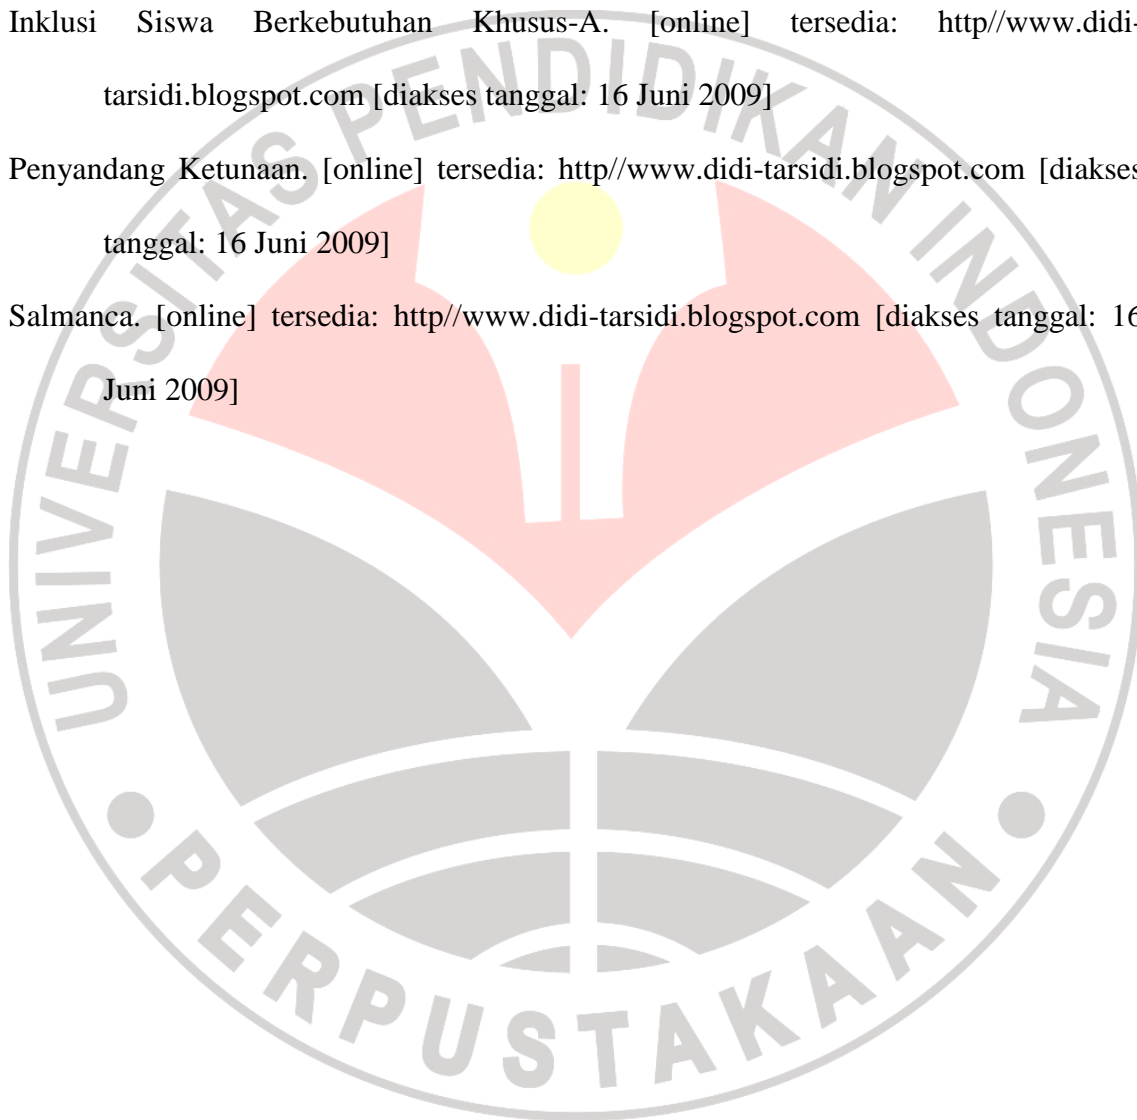 Inklusi Siswa Berkebutuhan Khusus-A. [online] tersedia: http//www.didi-
tarsidi.blogspot.com [diakses tanggal: 16 Juni 2009]
Penyandang Ketunaan. [online] tersedia: http//www.didi-tarsidi.blogspot.com [diakses
tanggal: 16 Juni 2009]
Salmanca. [online] tersedia: http//www.didi-tarsidi.blogspot.com [diakses tanggal: 16
Juni 2009]
UNIVERSITAS PENDIDIKAN INDONESIA
PERPUSTAKAAN